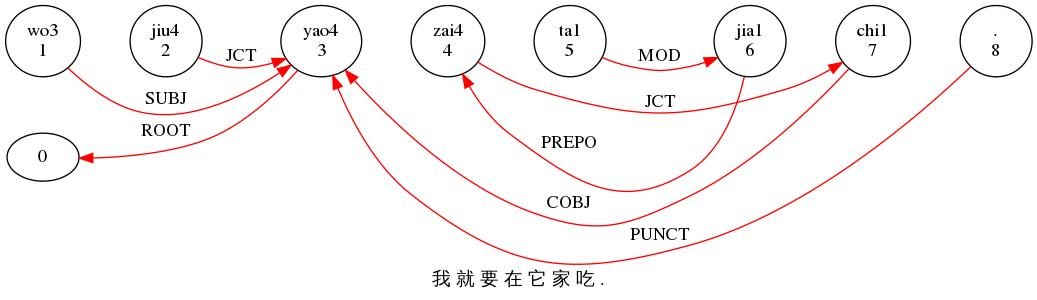 wo3 jiu4 yao4 zai4 ta1 jia1 chi1 .
1 2 3 4 5 6 7 8
JCT MOD
SUBJ JCT
ROOT PREPO
0
COBJ
PUNCT
我 就 要 在 它 家 吃 .